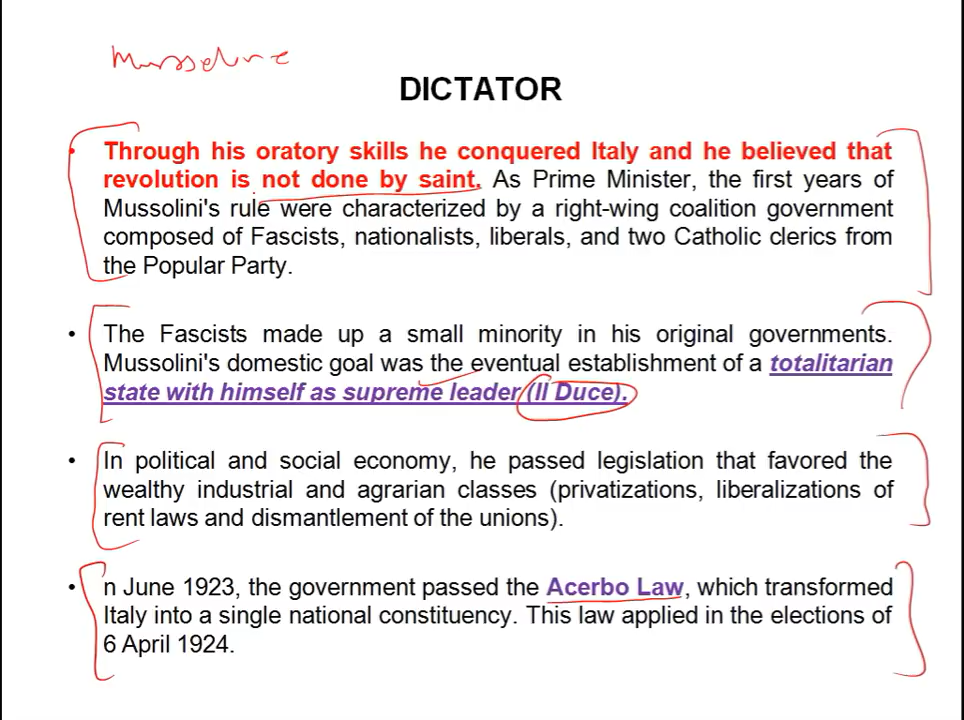 Mussoline
DICTATOR
• Through his oratory skills he conquered Italy and he believed that
revolution is not done by saint. As Prime Minister, the first years of
Mussolini's rule were characterized by a right-wing coalition government
composed of Fascists, nationalists, liberals, and two Catholic clerics from
the Popular Party.
• The Fascists made up a small minority in his original governments.
Mussolini's domestic goal was the eventual establishment of a totalitarian
state with himself as supreme leader (Il Duce).
• In political and social economy, he passed legislation that favored the
wealthy industrial and agrarian classes (privatizations, liberalizations of
rent laws and dismantlement of the unions).
• n June 1923, the government passed the Acerbo Law, which transformed
Italy into a single national constituency. This law applied in the elections of
6 April 1924.